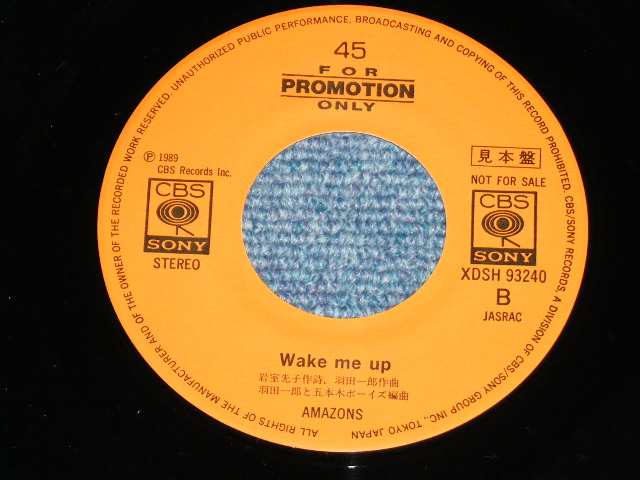 ALL RIGHTS OF THE MANUFACTURER AND OF THE OWNER OF THE RECORDED WORK RESERVED. UNAUTHORIZED PUBLIC PERFORMANCE, BROADCASTING AND COPYING OF THIS RECORD PROHIBITED. CBS/SONY RECORDS, A DIVISION OF CBS/SONY GROUP INC., TOKYO JAPAN
45
FOR
PROMOTION
ONLY
Ⓟ 1989
CBS Records Inc.
CBS
SONY
STEREO
見本盤
NOT FOR SALE
CBS
SONY
XDSH 93240
B
JASRAC
Wake me up
岩室先子作詩、羽田一郎作曲
羽田一郎と五本木ボーイズ編曲
AMAZONS